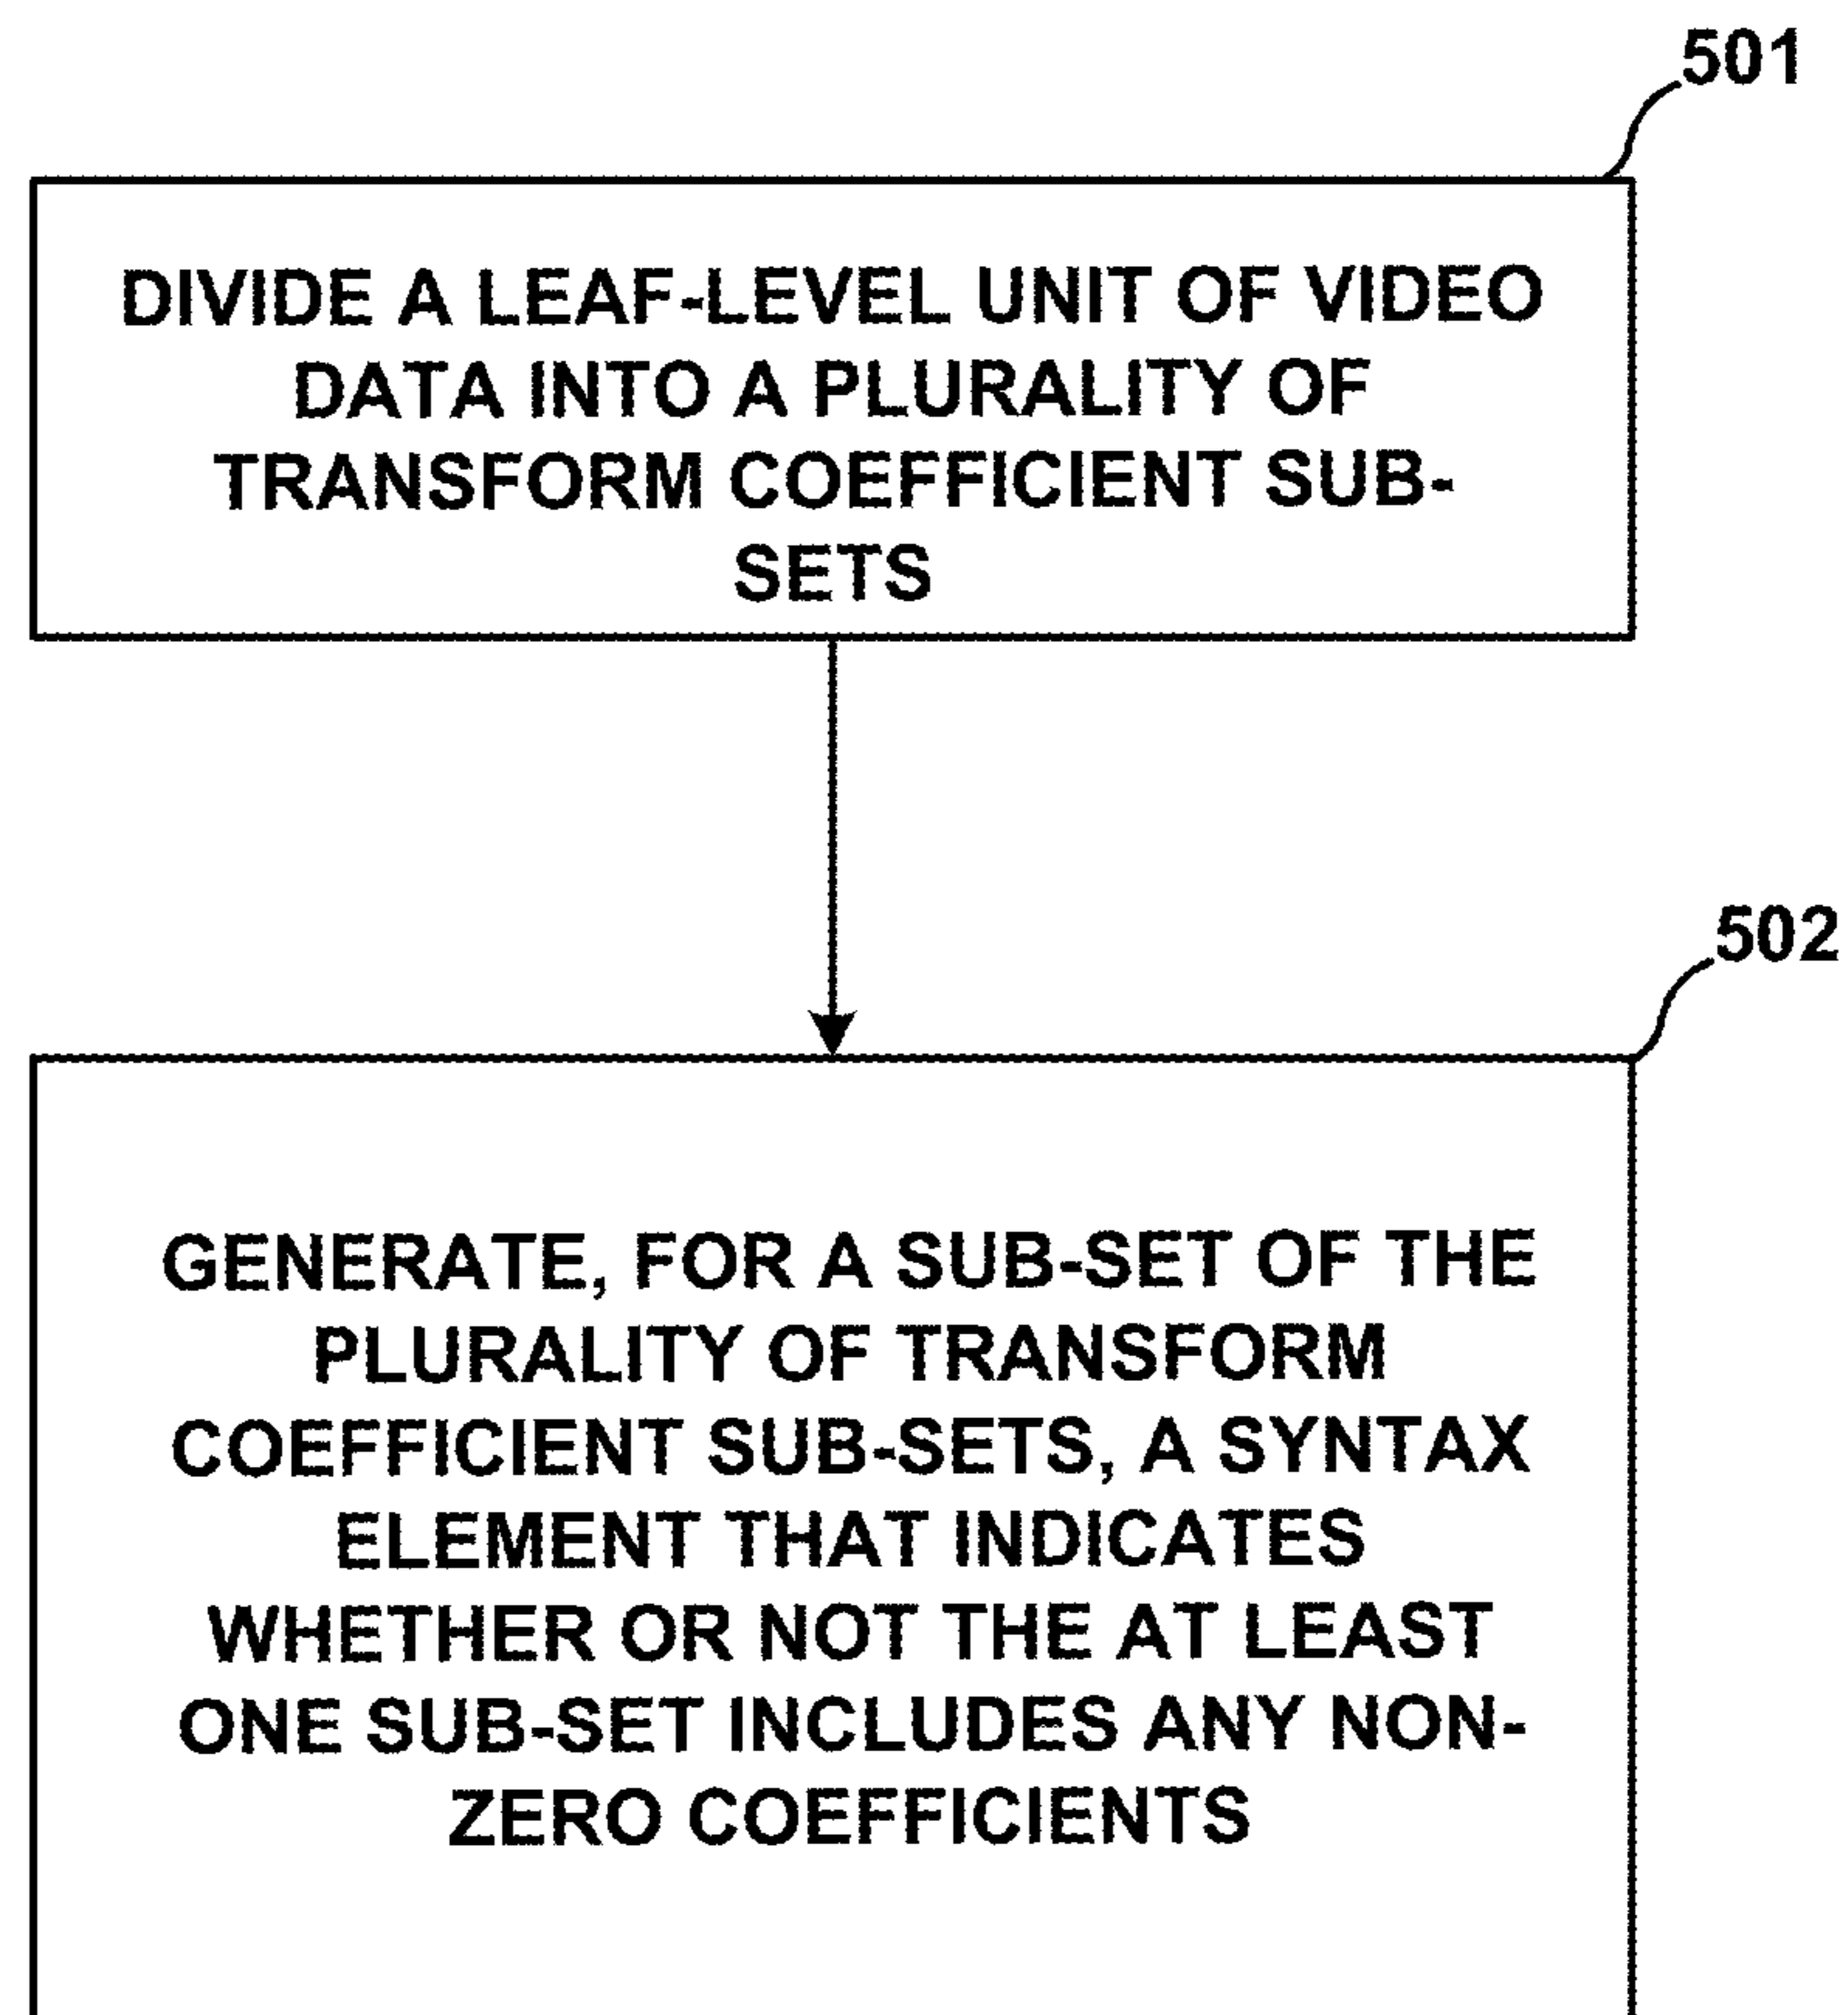 501
DIVIDE A LEAF-LEVEL UNIT OF VIDEO
DATA INTO A PLURALITY OF
TRANSFORM COEFFICIENT SUB-
SETS
502
GENERATE, FOR A SUB-SET OF THE
PLURALITY OF TRANSFORM
COEFFICIENT SUB-SETS, A SYNTAX
ELEMENT THAT INDICATES
WHETHER OR NOT THE AT LEAST
ONE SUB-SET INCLUDES ANY NON-
ZERO COEFFICIENTS